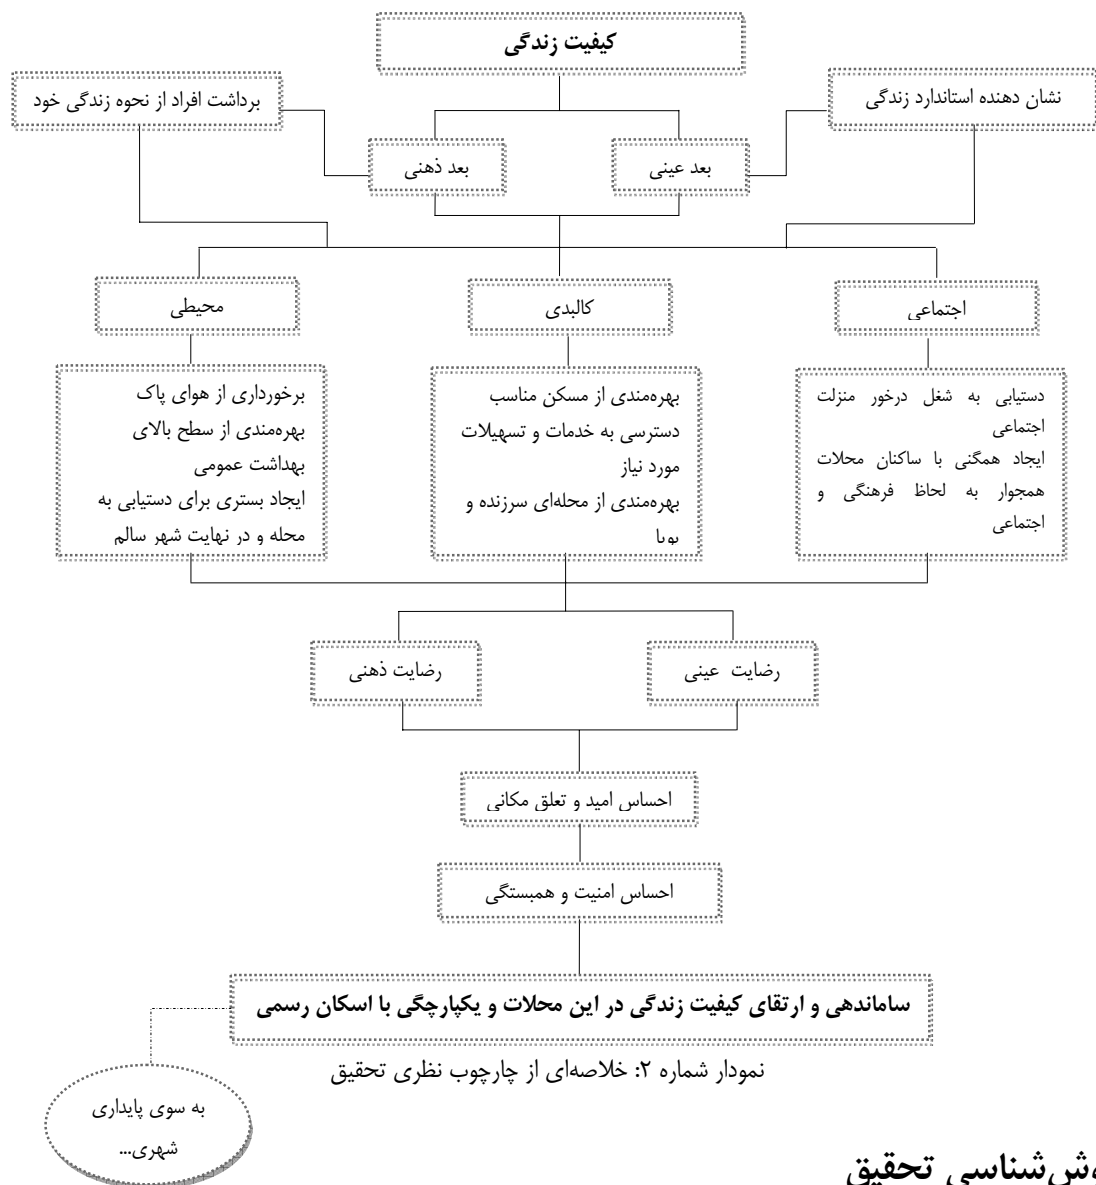 کیفیت زندگی
نشان دهنده استاندارد زندگی
برداشت افراد از نحوه زندگی خود
بعد عینی
بعد ذهنی
اجتماعی
کالبدی
محیطی
دستیابی به شغل درخور منزلت
اجتماعی
ایجاد همگنی با ساکنان محلات
همجوار به لحاظ فرهنگی و
اجتماعی
بهره‌مندی از مسکن مناسب
دسترسی به خدمات و تسهیلات
مورد نیاز
بهره‌مندی از محله‌ای سرزنده و
پویا
برخورداری از هوای پاک
بهره‌مندی از سطح بالای
بهداشت عمومی
ایجاد بستری برای دستیابی به
محله و در نهایت شهر سالم
رضایت عینی
رضایت ذهنی
احساس امید و تعلق مکانی
احساس امنیت و همبستگی
ساماندهی و ارتقای کیفیت زندگی در این محلات و یکپارچگی با اسکان رسمی
نمودار شماره ۲: خلاصه‌ای از چارچوب نظری تحقیق
به سوی پایداری
شهری...
وش‌شناسی تحقیق